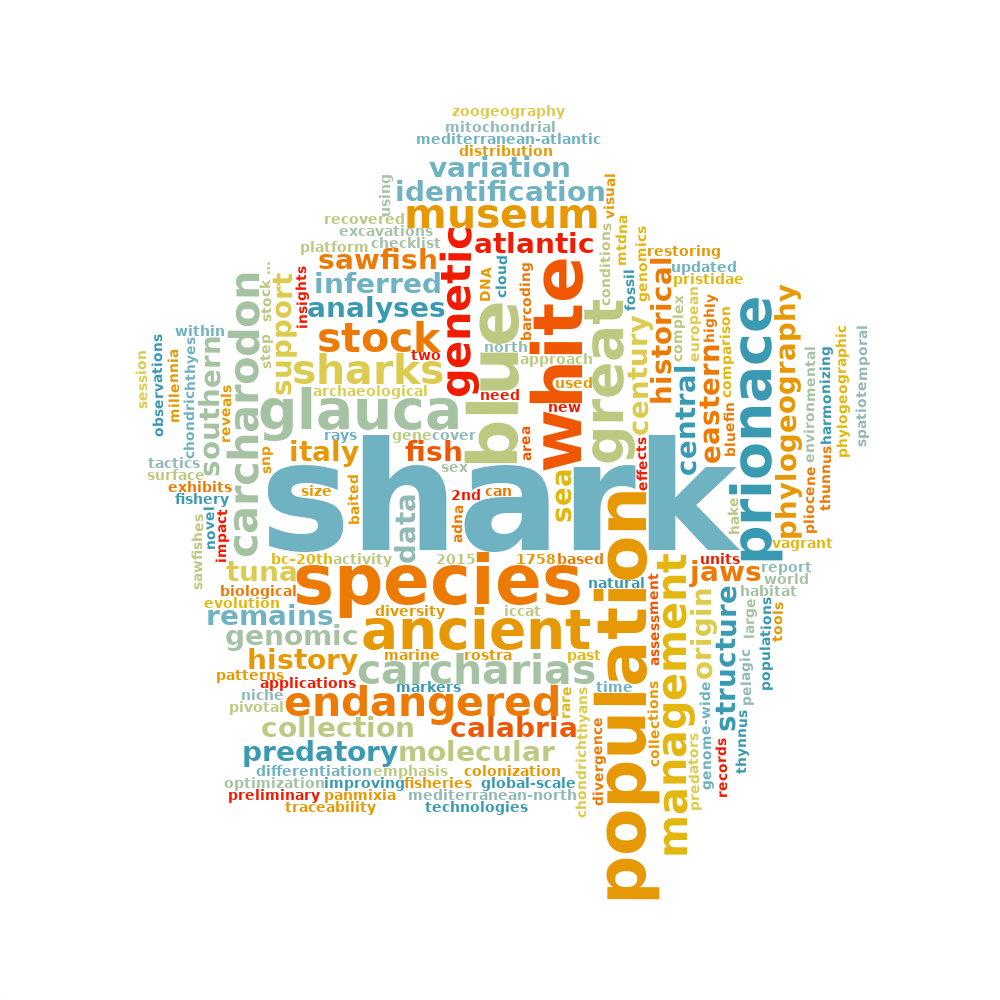 zoogeography
mitochondrial
mediterranean-atlantic
distribution
variation
using
identification
visual
museum
recovered
mtdna
excavations
conditions
genomics
genetic
atlantic
platform
checklist
restoring
sawfish
DNA
cloud
historical
updated
stock...
insights
inferred
barcoding
white
fossil
pristidae
carcharodon
support
analyses
blue
great
complex
european
highly
prionace
phylogeography
within
step
stock
two
north
approach
century
central
eastern
comparison
session
observations
millennia
chondrichthyes
southern
reveals
sharks
archaeological
used
need
new
bluefin
environmental
harmonizing
phylogeographic
spatiotemporal
glauca
rays
gene
cover
area
effects
snp
italy
fish
sex
shark
sea
tactics
surface
exhibits
fishery
size
baited
data
2nd
can
adna
hake
pliocene
thunnus
sawfishes
novel
impact
vagrant
bc-20th
activity
2015
1758
based
units
tuna
species
population
natural
jaws
report
world
biological
habitat
evolution
diversity
iccat
assessment
management
origin
structure
large
populations
tools
remains
ancient
genomic
history
marine
rostra
past
pelagic
patterns
carcharias
applications
markers
time
niche
endangered
rare
chondrichthyans
collections
genome-wide
pivotal
collection
calabria
divergence
predators
records
thynnus
predatory
molecular
differentiation
emphasis
colonization
optimization
improving
fisheries
global-scale
preliminary
panmixia
mediterranean-north
traceability
technologies